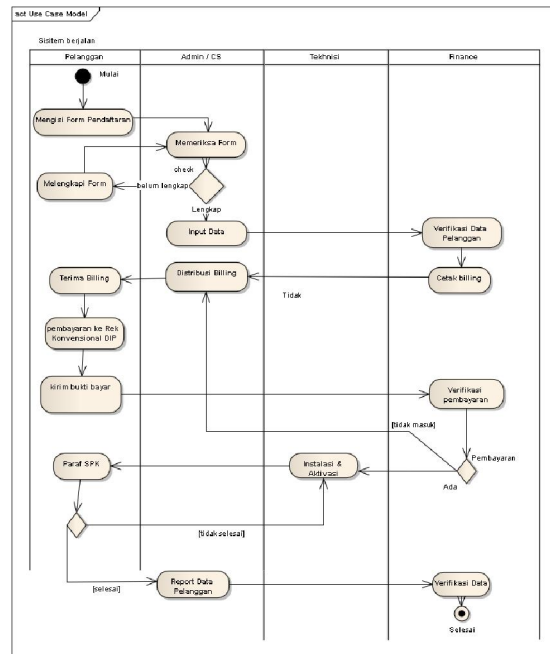 act Use Case Model
Sisitem berjalan
Pelanggan
Admin / CS
Tekhnisi
Finance
Mulai
Mengisi Form Pendaftaran
Memeriksa Form
check
Melengkapi Form
belum lengkap
Lengkap
Input Data
Verifikasi Data
Pelanggan
Terima Billing
Distribusi Billing
Cetak billing
Tidak
pembayaran ke Rek
Konvensional DIP
kirim bukti bayar
Verifikasi
pembayaran
[tidak masuk]
Pembayaran
Paraf SPK
Instalasi &
Aktivasi
Ada
[tidak selesai]
[selesai]
Report Data
Pelanggan
Verifikasi Data
Selesai